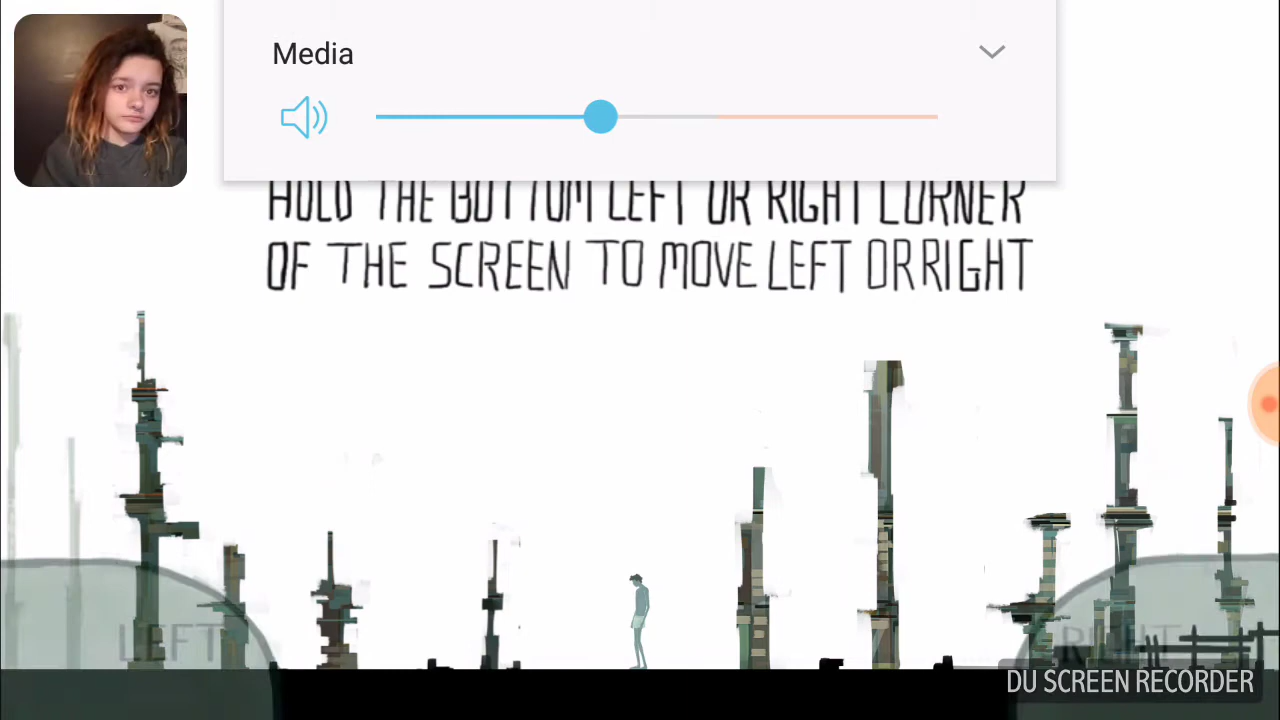 Media
HOLD THE BOTTOM LEFT OR RIGHT CORNER
OF THE SCREEN TO MOVE LEFT OR RIGHT
LEFT
RIGHT
DU SCREEN RECORDER